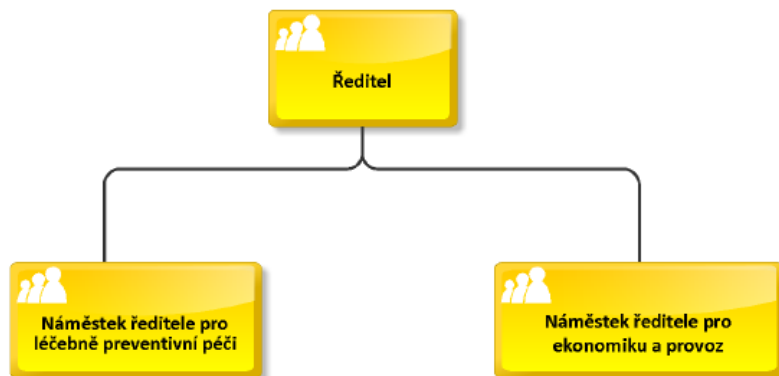 Ředitel
Náměstek ředitele pro
léčebně preventivní péči
Náměstek ředitele pro
ekonomiku a provoz